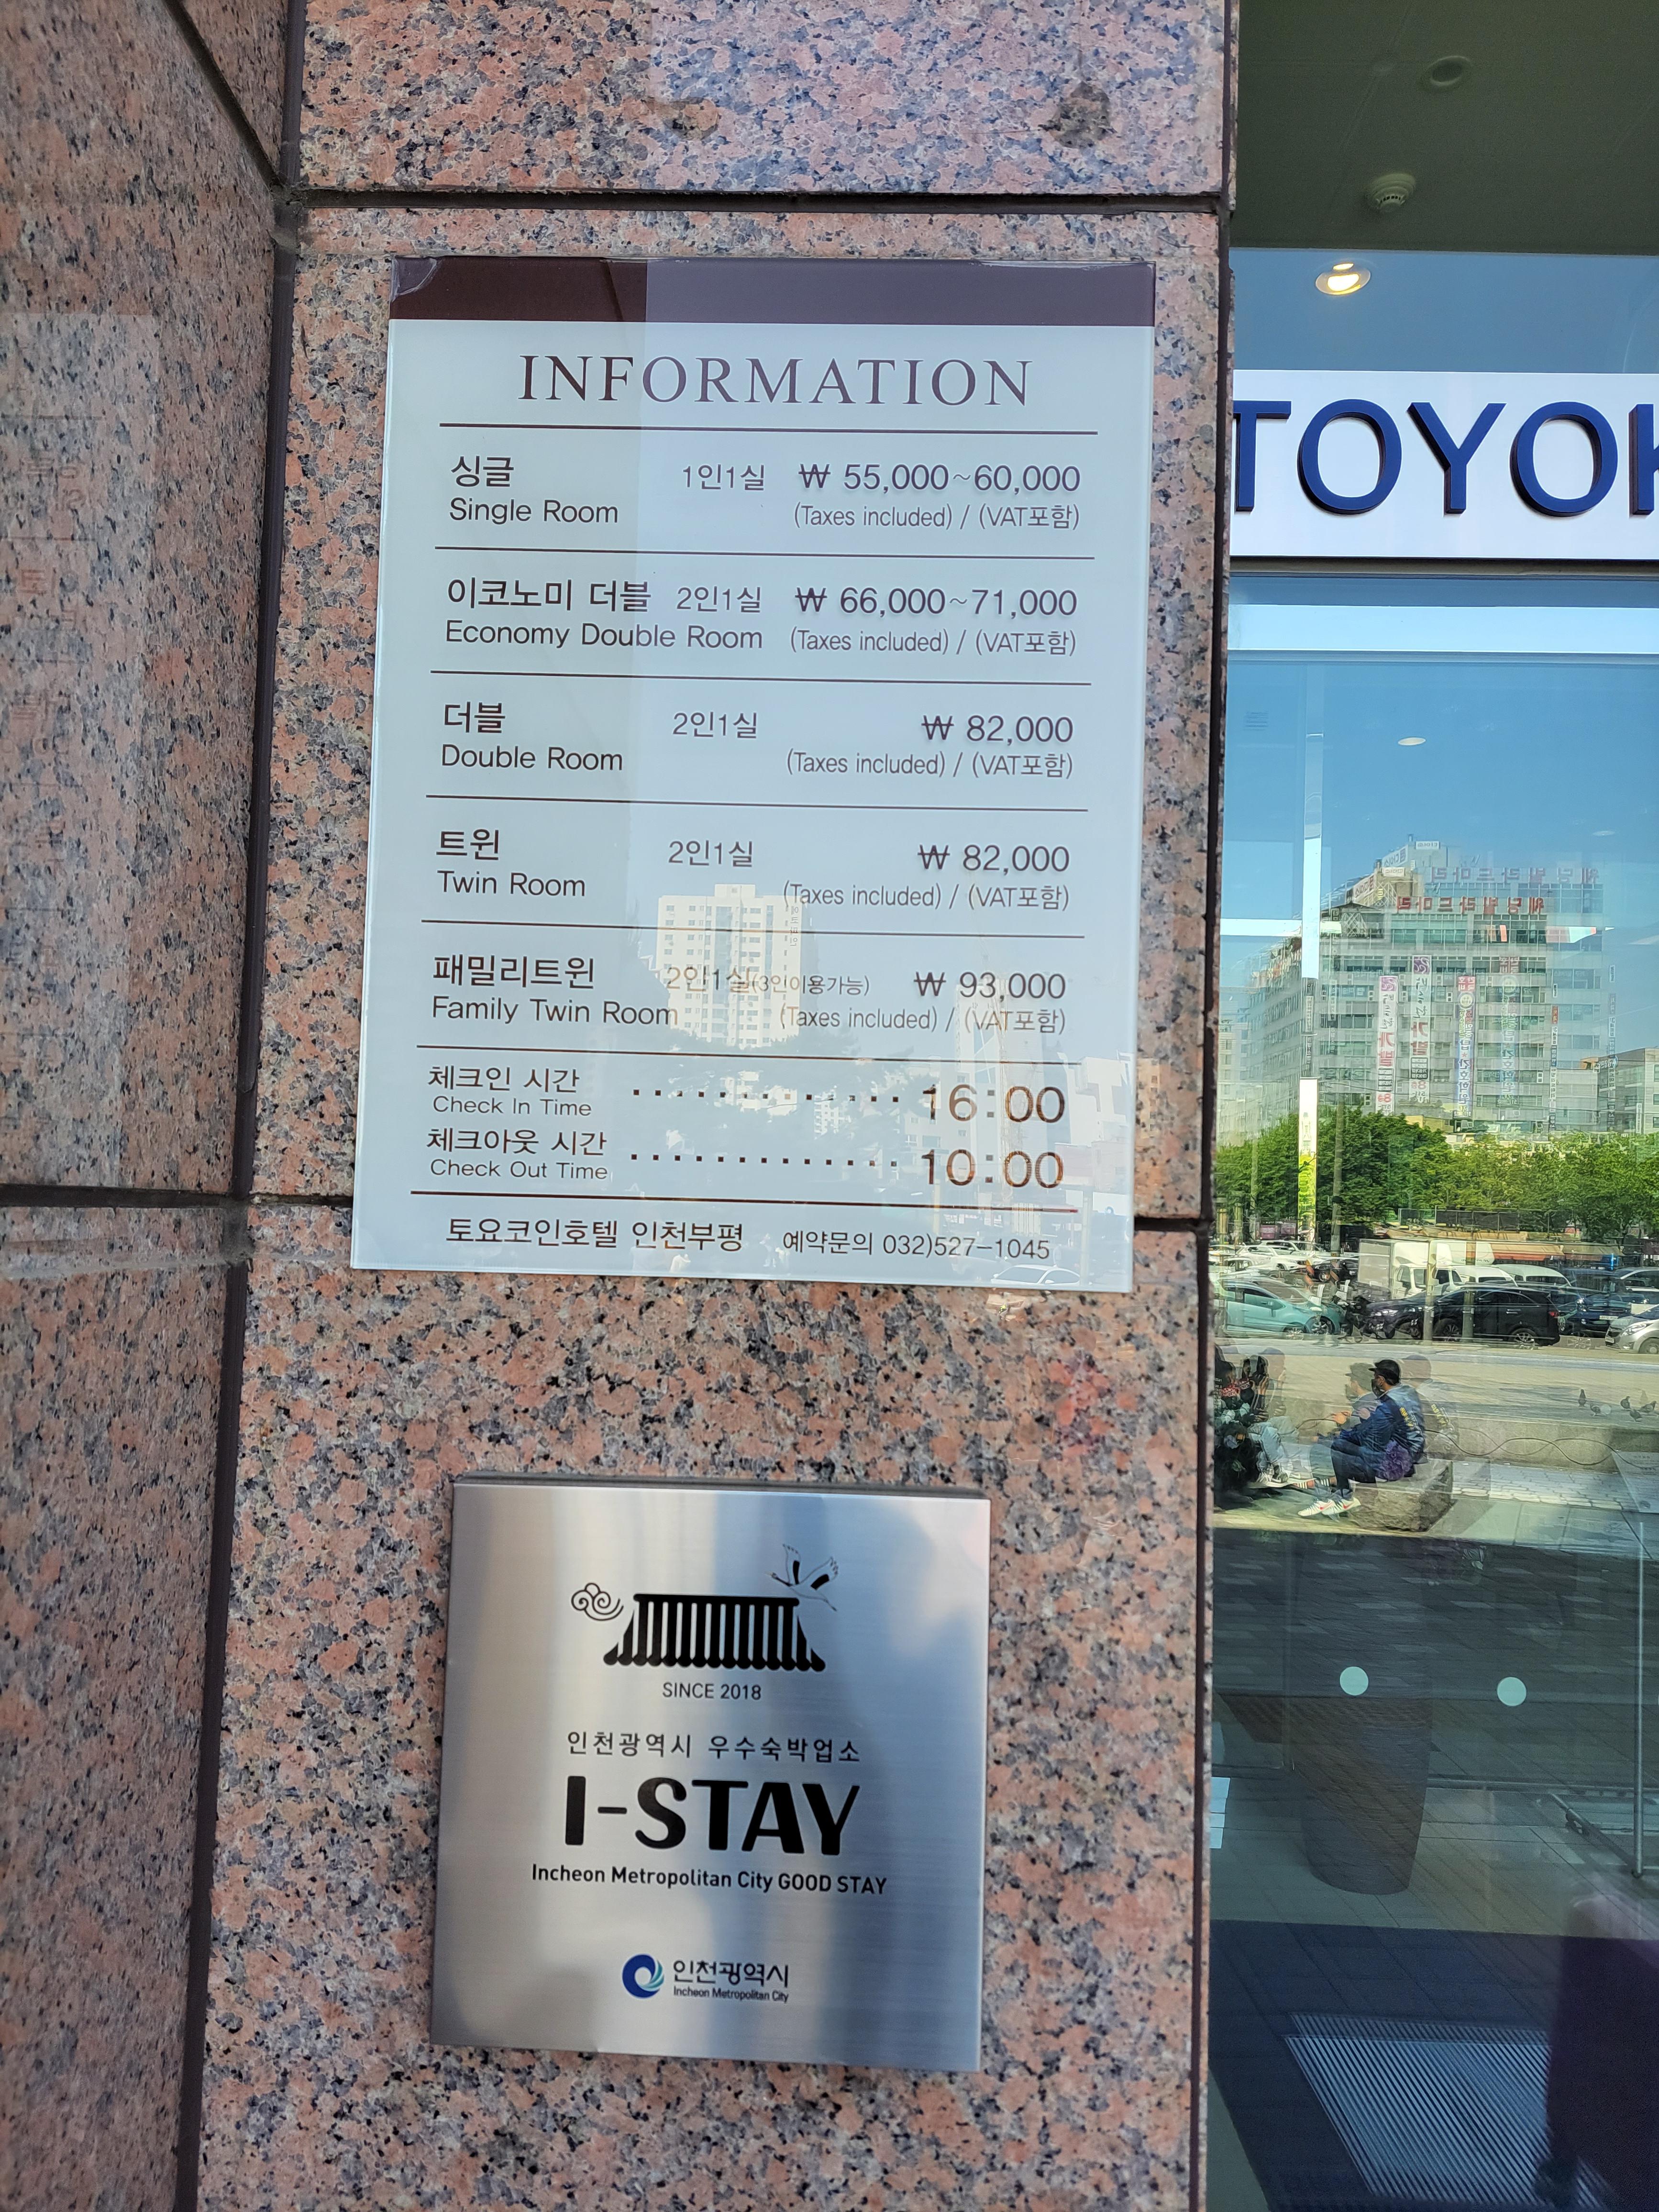 INFORMATION
싱글 1인1실 ₩ 55,000~60,000
Single Room (Taxes included) / (VAT포함)
이코노미 더블 2인1실 ₩ 66,000~71,000
Economy Double Room (Taxes included) / (VAT포함)
더블 2인1실 ₩ 82,000
Double Room (Taxes included) / (VAT포함)
트윈 2인1실 ₩ 82,000
Twin Room (Taxes included) / (VAT포함)
패밀리트윈 2인1실(3인이용가능) ₩ 93,000
Family Twin Room (Taxes included) / (VAT포함)
체크인 시간 ············· 16:00
Check In Time
체크아웃 시간 ············· 10:00
Check Out Time
토요코인호텔 인천부평 예약문의 032)527-1045
TOYOK
SINCE 2018
인천광역시 우수숙박업소
I-STAY
Incheon Metropolitan City GOOD STAY
인천광역시
Incheon Metropolitan City